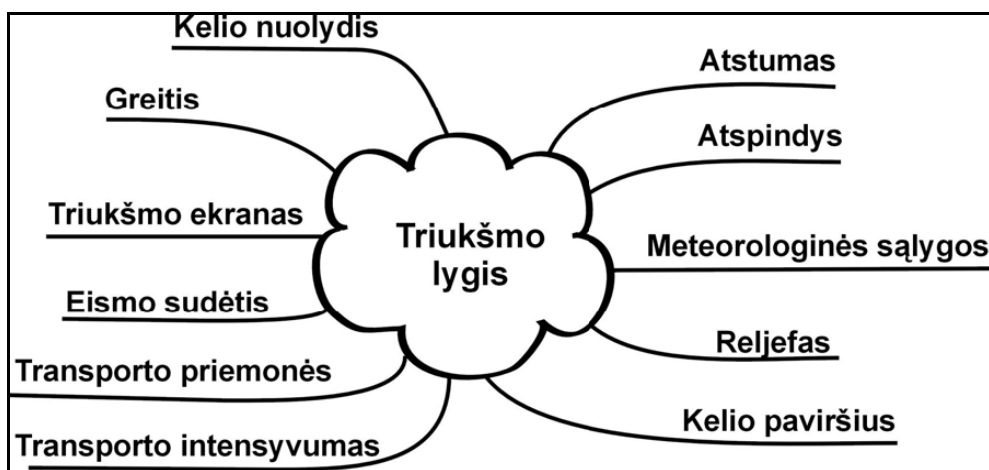 Kelio nuolydis
Greitis
Triukšmo ekranas
Eismo sudėtis
Transporto priemonės
Transporto intensyvumas
Triukšmo
lygis
Atstumas
Atspindys
Meteorologinės sąlygos
Reljefas
Kelio paviršius